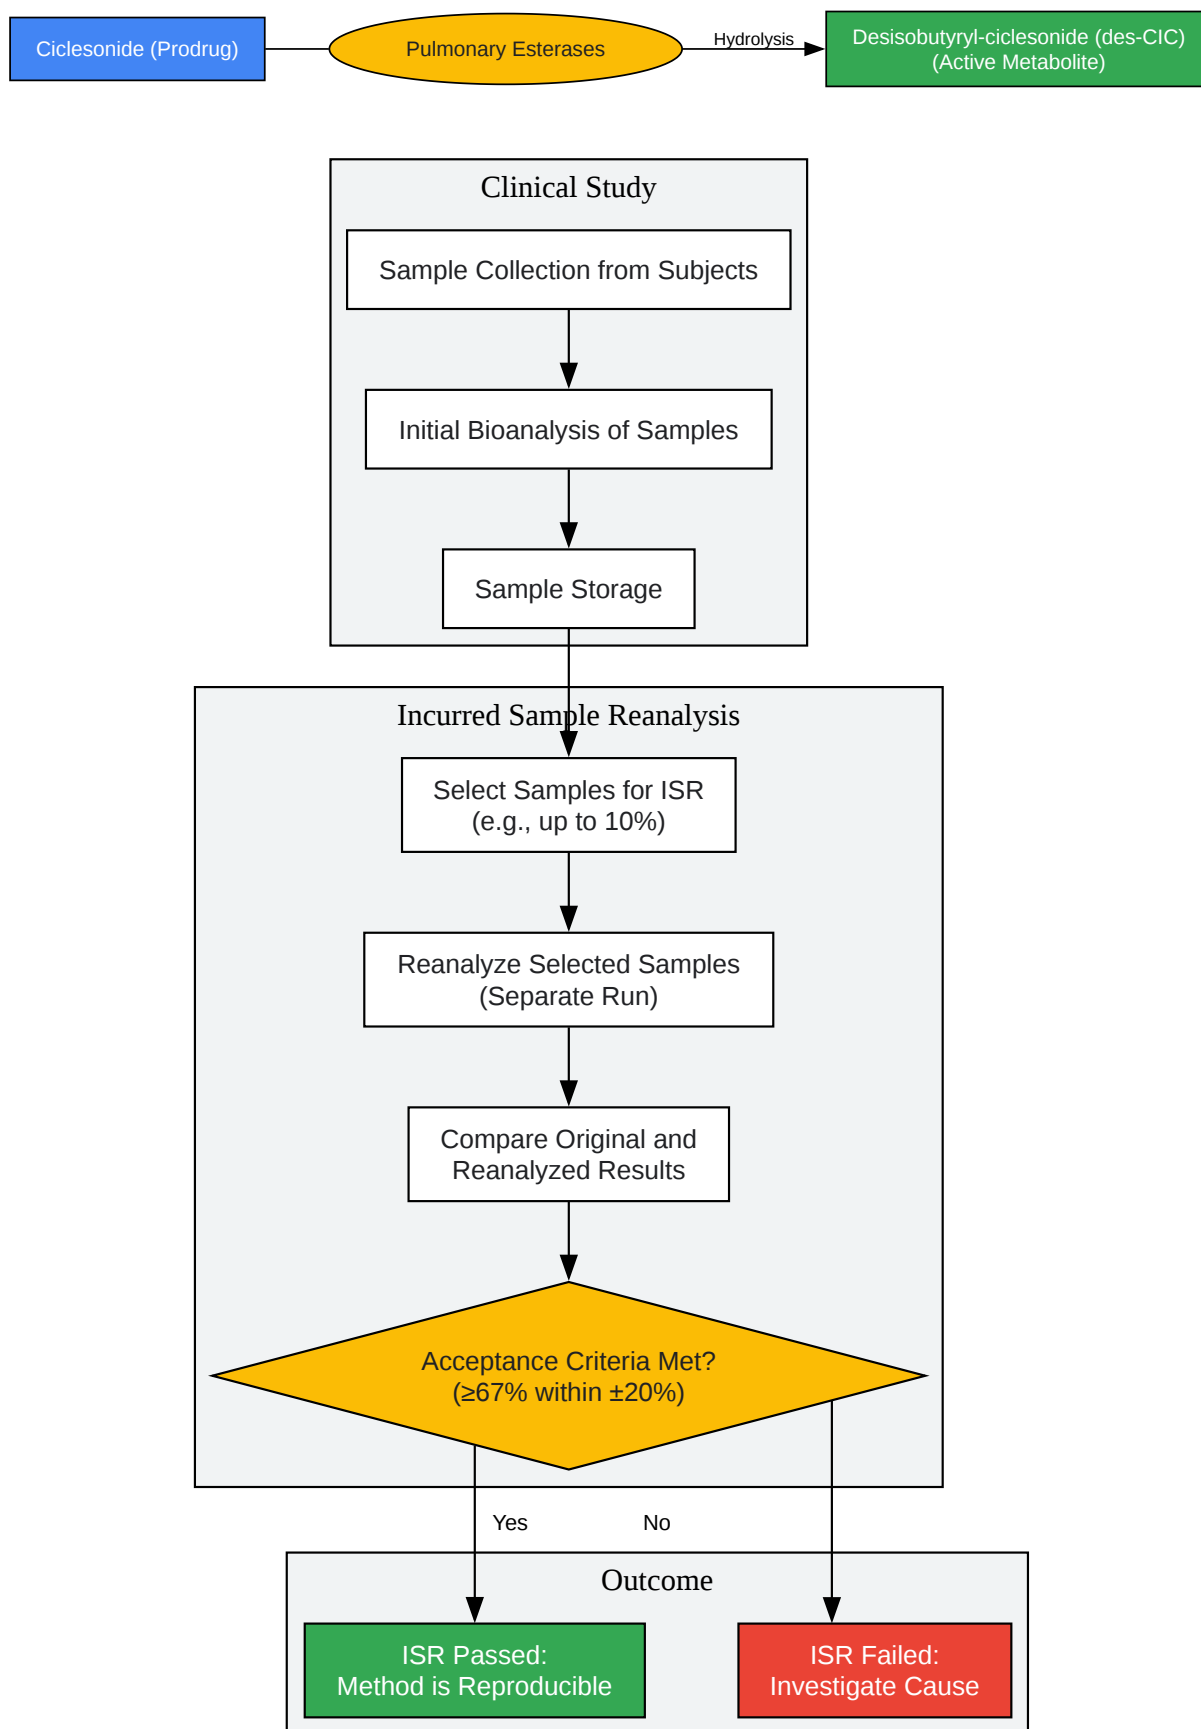 Ciclesonide (Prodrug)
Pulmonary Esterases
Hydrolysis
Desisobutyryl-ciclesonide (des-CIC)
(Active Metabolite)
Clinical Study
Sample Collection from Subjects
Initial Bioanalysis of Samples
Sample Storage
Incurred Sample Reanalysis
Select Samples for ISR
(e.g., up to 10%)
Reanalyze Selected Samples
(Separate Run)
Compare Original and
Reanalyzed Results
Acceptance Criteria Met?
(≥67% within ±20%)
Yes
No
Outcome
ISR Passed:
Method is Reproducible
ISR Failed:
Investigate Cause